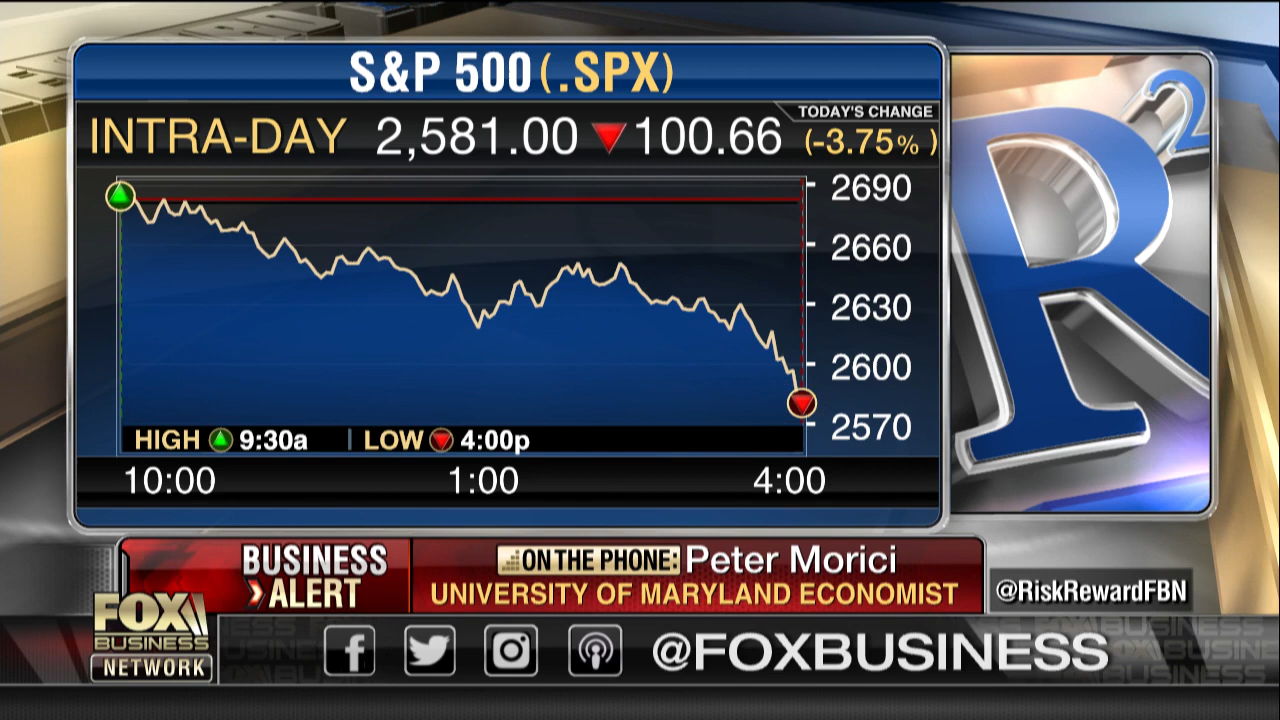 S&P 500 (.SPX)
INTRA-DAY 2,581.00 ▼ 100.66
TODAY'S CHANGE
(-3.75% )
2690
2660
2630
2600
2570
HIGH 9:30a | LOW 4:00p
10:00 1:00 4:00
R2
BUSINESS
ALERT
ON THE PHONE: Peter Morici
UNIVERSITY OF MARYLAND ECONOMIST
@RiskRewardFBN
FOX
BUSINESS
NETWORK
@FOXBUSINESS